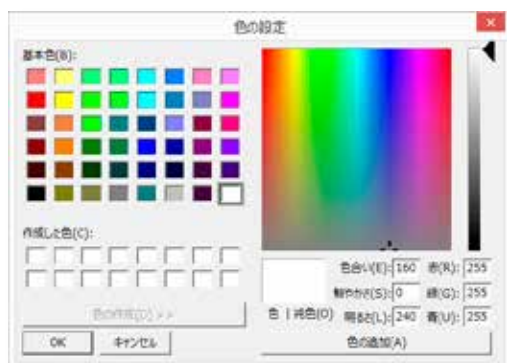 色の設定
基本色(B):
作成した色(C):
色の作成(D) >>
OK
キャンセル
色合い(E): 160 赤(R): 255
鮮やかさ(S): 0 緑(G): 255
色 | 純色(O) 明るさ(L): 240 青(U): 255
色の追加(A)